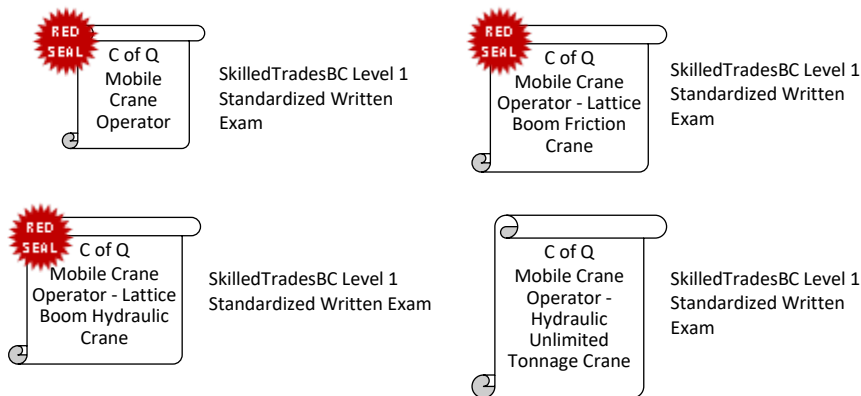 RED
SEAL
C of Q
Mobile
Crane
Operator
SkilledTradesBC Level 1
Standardized Written
Exam
RED
SEAL
C of Q
Mobile Crane
Operator - Lattice
Boom Friction
Crane
SkilledTradesBC Level 1
Standardized Written
Exam
RED
SEAL
C of Q
Mobile Crane
Operator - Lattice
Boom Hydraulic
Crane
SkilledTradesBC Level 1
Standardized Written Exam
C of Q
Mobile Crane
Operator -
Hydraulic
Unlimited
Tonnage Crane
SkilledTradesBC Level 1
Standardized Written
Exam